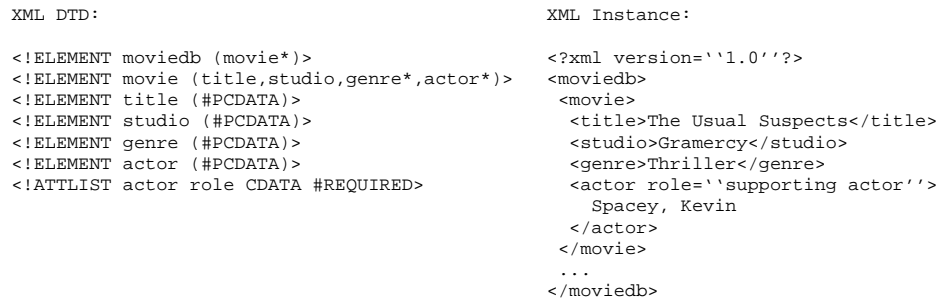 XML DTD:
<!ELEMENT moviedb (movie*)>
<!ELEMENT movie (title,studio,genre*,actor*)>
<!ELEMENT title (#PCDATA)>
<!ELEMENT studio (#PCDATA)>
<!ELEMENT genre (#PCDATA)>
<!ELEMENT actor (#PCDATA)>
<!ATTLIST actor role CDATA #REQUIRED>
XML Instance:
<?xml version=‘‘1.0’’?>
<moviedb>
<movie>
<title>The Usual Suspects</title>
<studio>Gramercy</studio>
<genre>Thriller</genre>
<actor role=‘‘supporting actor’’>
Spacey, Kevin
</actor>
</movie>
...
</moviedb>